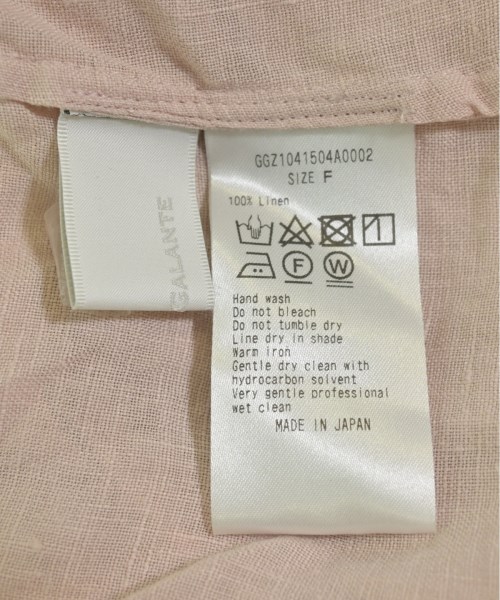 GALANTE
GGZ1041504A0002
SIZE F
100% Linen
F W
Hand wash
Do not bleach
Do not tumble dry
Line dry in shade
Warm iron
Gentle dry clean with
hydrocarbon solvent
Very gentle professional
wet clean
MADE IN JAPAN